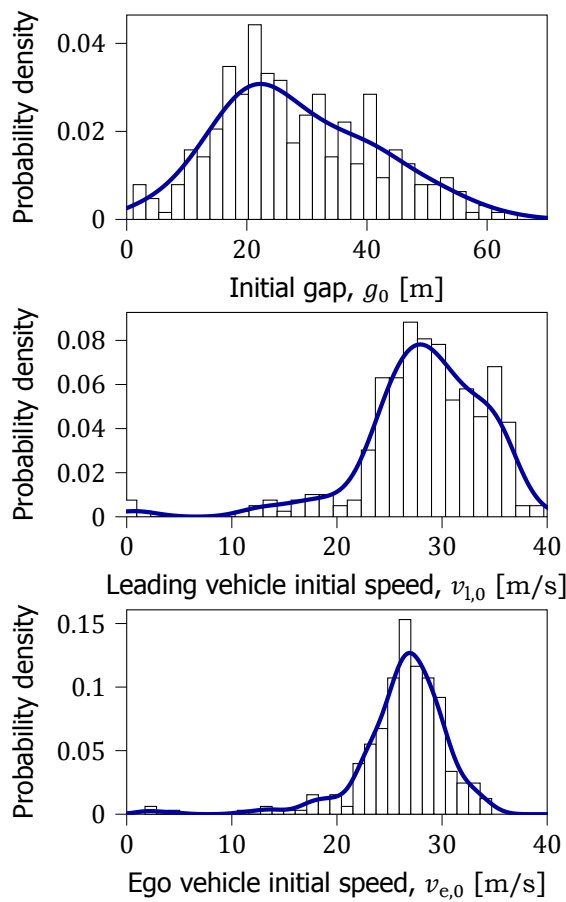 0.04
0.02
0
Probability density
0 20 40 60
Initial gap, g₀ [m]
0.08
0.06
0.04
0.02
0
Probability density
0 10 20 30 40
Leading vehicle initial speed, v_{l,0} [m/s]
0.15
0.1
0.05
0
Probability density
0 10 20 30 40
Ego vehicle initial speed, v_{e,0} [m/s]